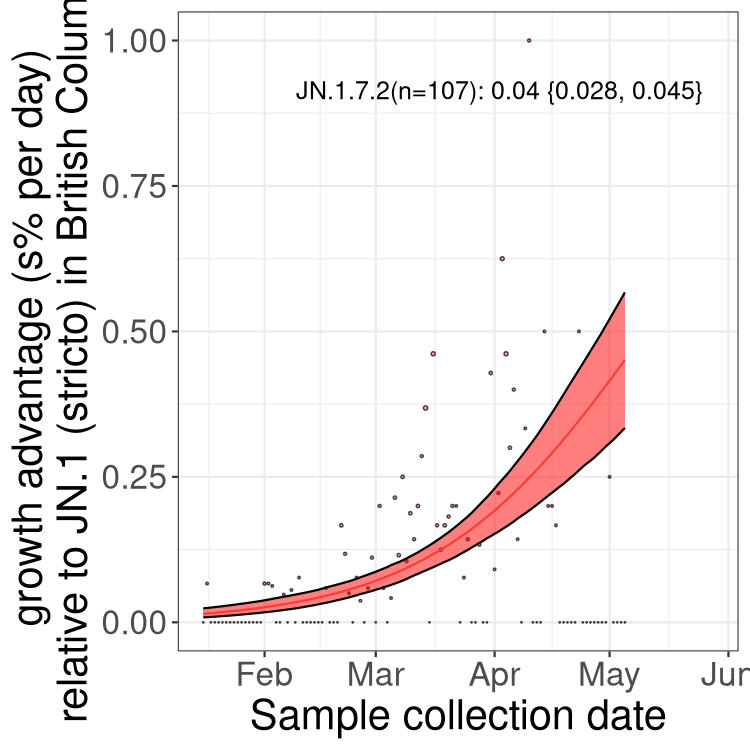 growth advantage (s% per day)
relative to JN.1 (stricto) in British Colum
1.00
0.75
0.50
0.25
0.00
JN.1.7.2(n=107): 0.04 {0.028, 0.045}
Feb Mar Apr May Jun
Sample collection date